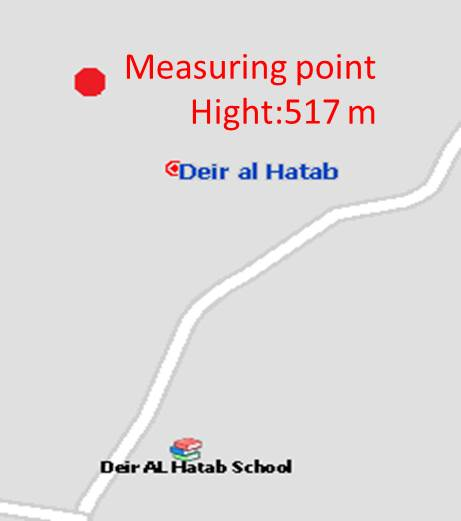 Measuring point
Hight:517 m
Deir al Hatab
Deir AL Hatab School